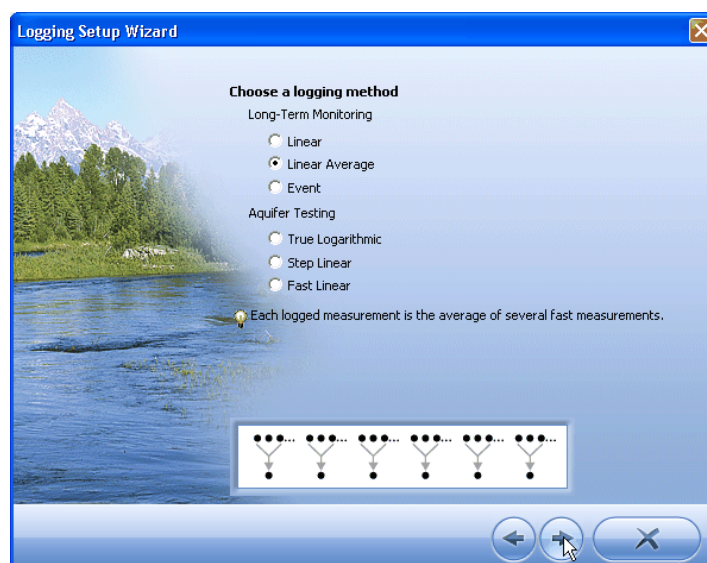 Logging Setup Wizard
Choose a logging method
Long-Term Monitoring
Linear
Linear Average
Event
Aquifer Testing
True Logarithmic
Step Linear
Fast Linear
Each logged measurement is the average of several fast measurements.